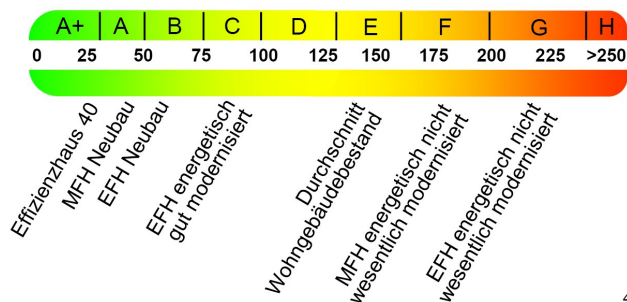 A+ A B C D E F G H
0 25 50 75 100 125 150 175 200 225 >250
Effizienzhaus 40
MFH Neubau
EFH Neubau
EFH energetisch
gut modernisiert
Durchschnitt
Wohngebäudebestand
MFH energetisch nicht
wesentlich modernisiert
EFH energetisch nicht
wesentlich modernisiert